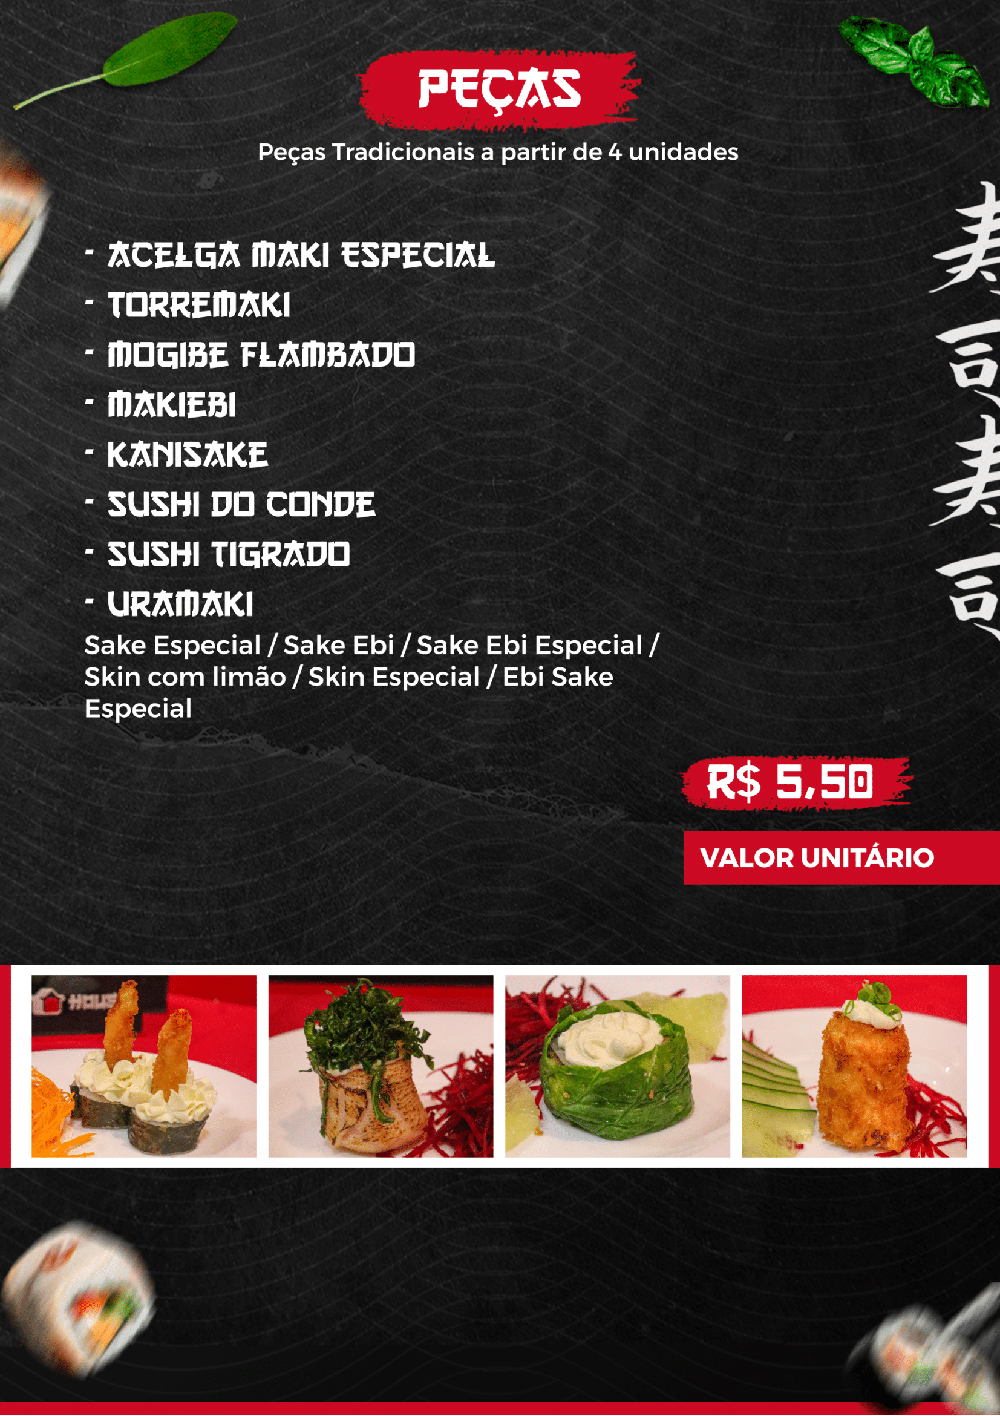 PEÇAS
Peças Tradicionais a partir de 4 unidades
- ACELGA MAKI ESPECIAL
- TORREMAKI
- MOGIBE FLAMBADO
- MAKIEBI
- KANISAKE
- SUSHI DO CONDE
- SUSHI TIGRADO
- URAMAKI
Sake Especial / Sake Ebi / Sake Ebi Especial /
Skin com limão / Skin Especial / Ebi Sake
Especial
R$ 5,50
VALOR UNITÁRIO
寿
司
寿
司